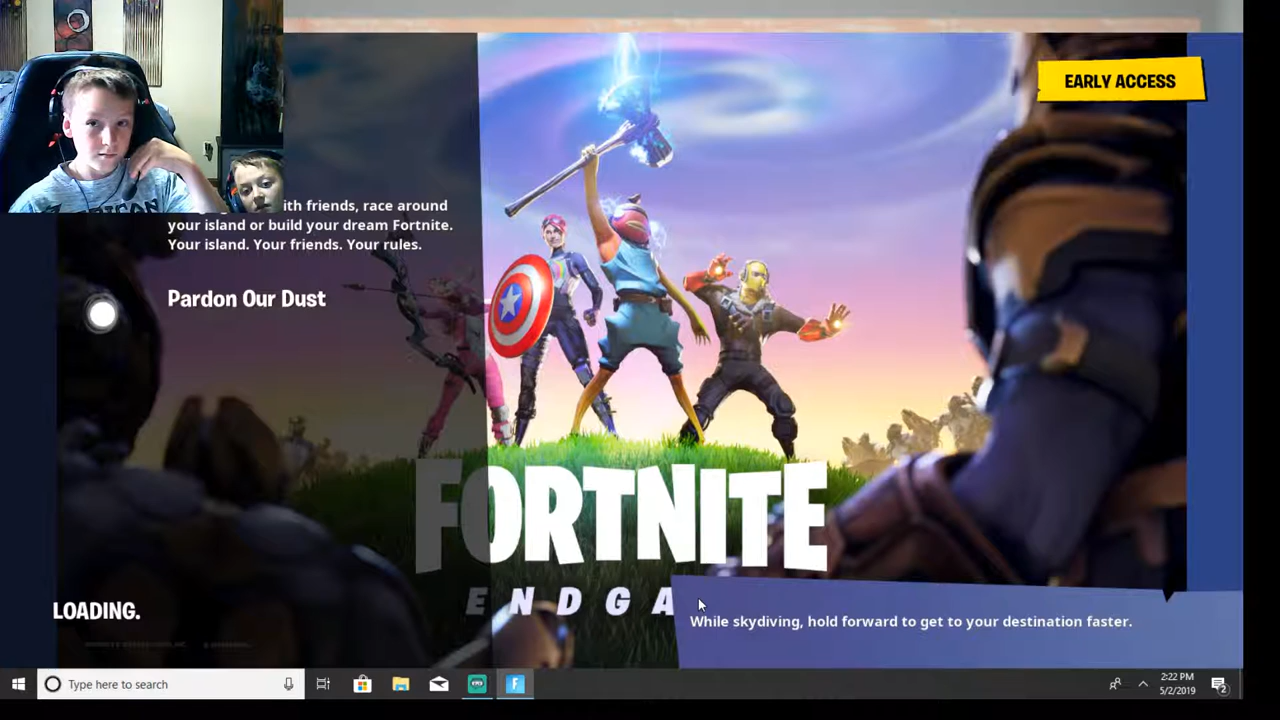 EARLY ACCESS
ith friends, race around
your island or build your dream Fortnite.
Your island. Your friends. Your rules.
Pardon Our Dust
FORTNITE
ENDGA
LOADING.
While skydiving, hold forward to get to your destination faster.
Type here to search
2:22 PM
5/2/2019
2